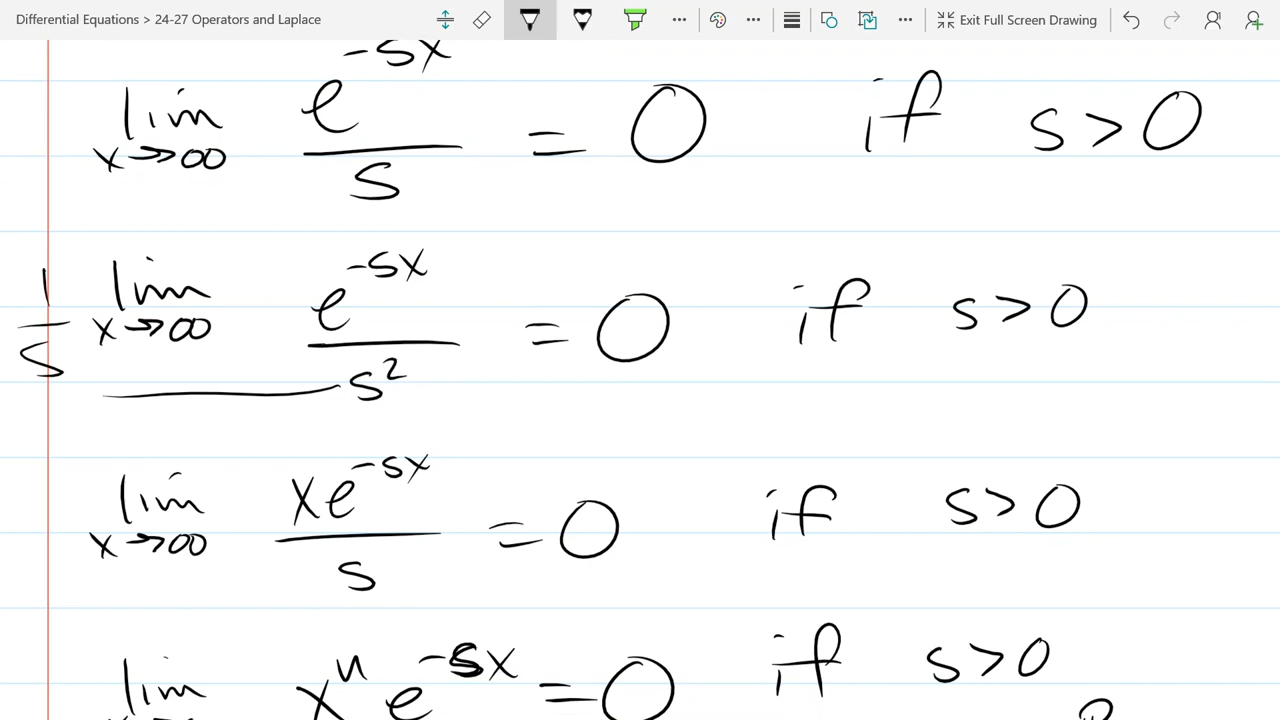 Differential Equations > 24-27 Operators and Laplace
Exit Full Screen Drawing
lim x→∞ e^{-sx}/s = 0 if s>0
1/s lim x→∞ e^{-sx}/s² = 0 if s>0
lim x→∞ xe^{-sx}/s = 0 if s>0
lim x→∞ xⁿe^{-sx} = 0 if s>0